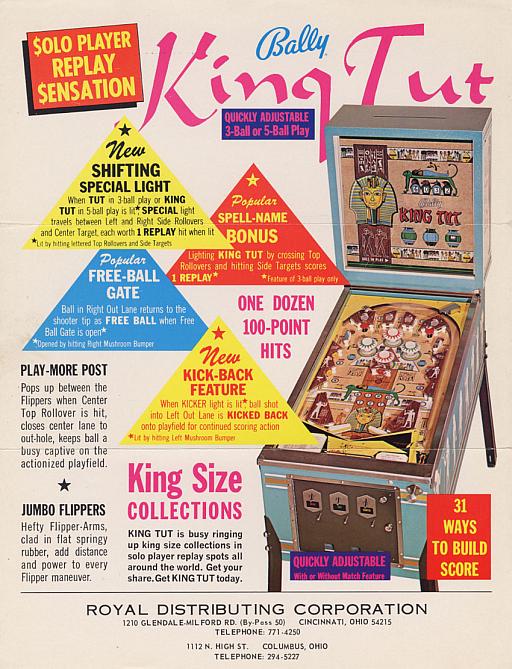 $OLO PLAYER
REPLAY
$ENSATION
Bally
King Tut
QUICKLY ADJUSTABLE
3-Ball or 5-Ball Play
New
SHIFTING
SPECIAL LIGHT
When TUT in 3-ball play or KING
TUT in 5-ball play is lit* SPECIAL light
travels between Left and Right Side Rollovers
and Center Target, each worth 1 REPLAY when lit
*Lit by hitting lettered Top Rollovers and Side Targets
Popular
SPELL-NAME
BONUS
Lighting KING TUT by crossing Top
Rollovers and hitting Side Targets scores
1 REPLAY*
*Feature of 3-ball play only
Popular
FREE-BALL
GATE
Ball in Right Out Lane returns to the
shooter tip as FREE BALL when Free
Ball Gate is open*
*Opened by hitting Right Mushroom Bumper
ONE DOZEN
100-POINT
HITS
New
KICK-BACK
FEATURE
When KICKER light is lit* ball shot
into Left Out Lane is KICKED BACK
onto playfield for continued scoring action
*Lit by hitting Left Mushroom Bumper
Bally
KING TUT
PLAY-MORE POST
Pops up between the
Flippers when Center
Top Rollover is hit,
closes center lane to
out-hole, keeps ball a
busy captive on the
actionized playfield.
JUMBO FLIPPERS
Hefty Flipper-Arms,
clad in flat springy
rubber, add distance
and power to every
Flipper maneuver.
King Size
COLLECTIONS
KING TUT is busy ringing
up king size collections in
solo player replay spots all
around the world. Get your
share. Get KING TUT today.
QUICKLY ADJUSTABLE
With or Without Match Feature
31
WAYS
TO BUILD
SCORE
ROYAL DISTRIBUTING CORPORATION
1210 GLENDALE-MILFORD RD. (By-Pass 50) CINCINNATI, OHIO 54215
TELEPHONE: 771-4250
1112 N. HIGH ST. COLUMBUS, OHIO
TELEPHONE: 294-5227